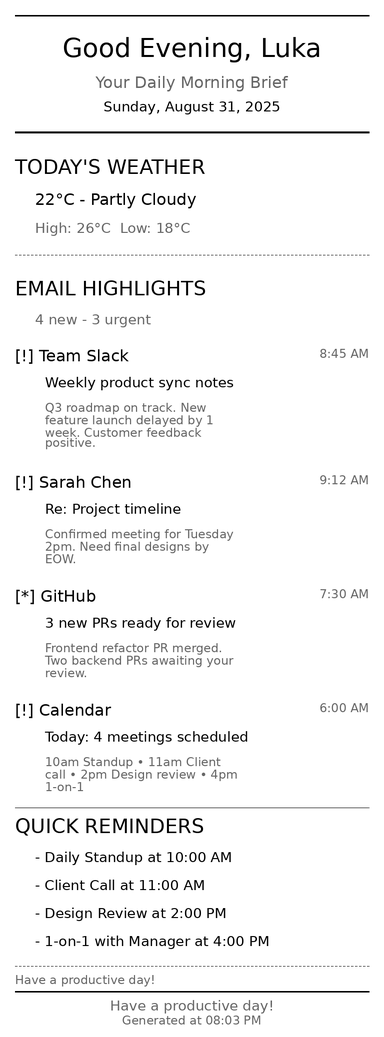 Good Evening, Luka
Your Daily Morning Brief
Sunday, August 31, 2025
TODAY'S WEATHER
22°C - Partly Cloudy
High: 26°C  Low: 18°C
EMAIL HIGHLIGHTS
4 new - 3 urgent
[!] Team Slack 8:45 AM
Weekly product sync notes
Q3 roadmap on track. New
feature launch delayed by 1
week. Customer feedback
positive.
[!] Sarah Chen 9:12 AM
Re: Project timeline
Confirmed meeting for Tuesday
2pm. Need final designs by
EOW.
[*] GitHub 7:30 AM
3 new PRs ready for review
Frontend refactor PR merged.
Two backend PRs awaiting your
review.
[!] Calendar 6:00 AM
Today: 4 meetings scheduled
10am Standup • 11am Client
call • 2pm Design review • 4pm
1-on-1
QUICK REMINDERS
- Daily Standup at 10:00 AM
- Client Call at 11:00 AM
- Design Review at 2:00 PM
- 1-on-1 with Manager at 4:00 PM
Have a productive day!
Have a productive day!
Generated at 08:03 PM